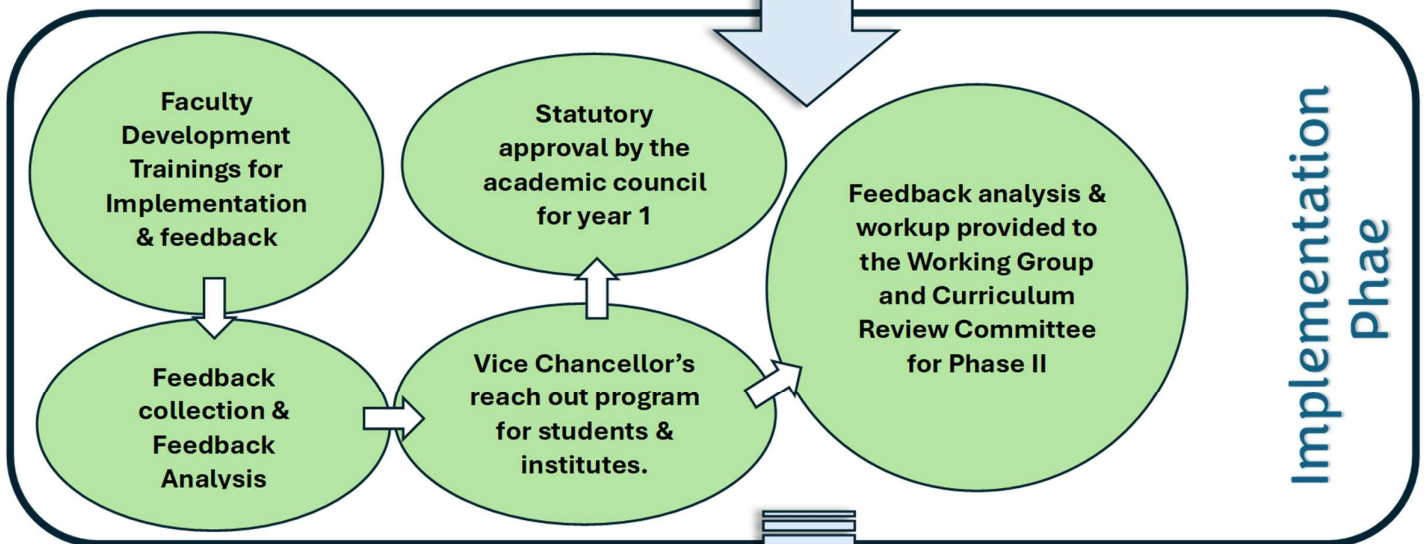 Faculty
Development
Trainings for
Implementation
& feedback
Statutory
approval by the
academic council
for year 1
Feedback analysis &
workup provided to
the Working Group
and Curriculum
Review Committee
for Phase II
Feedback
collection &
Feedback
Analysis
Vice Chancellor’s
reach out program
for students &
institutes.
Implementation
Phae